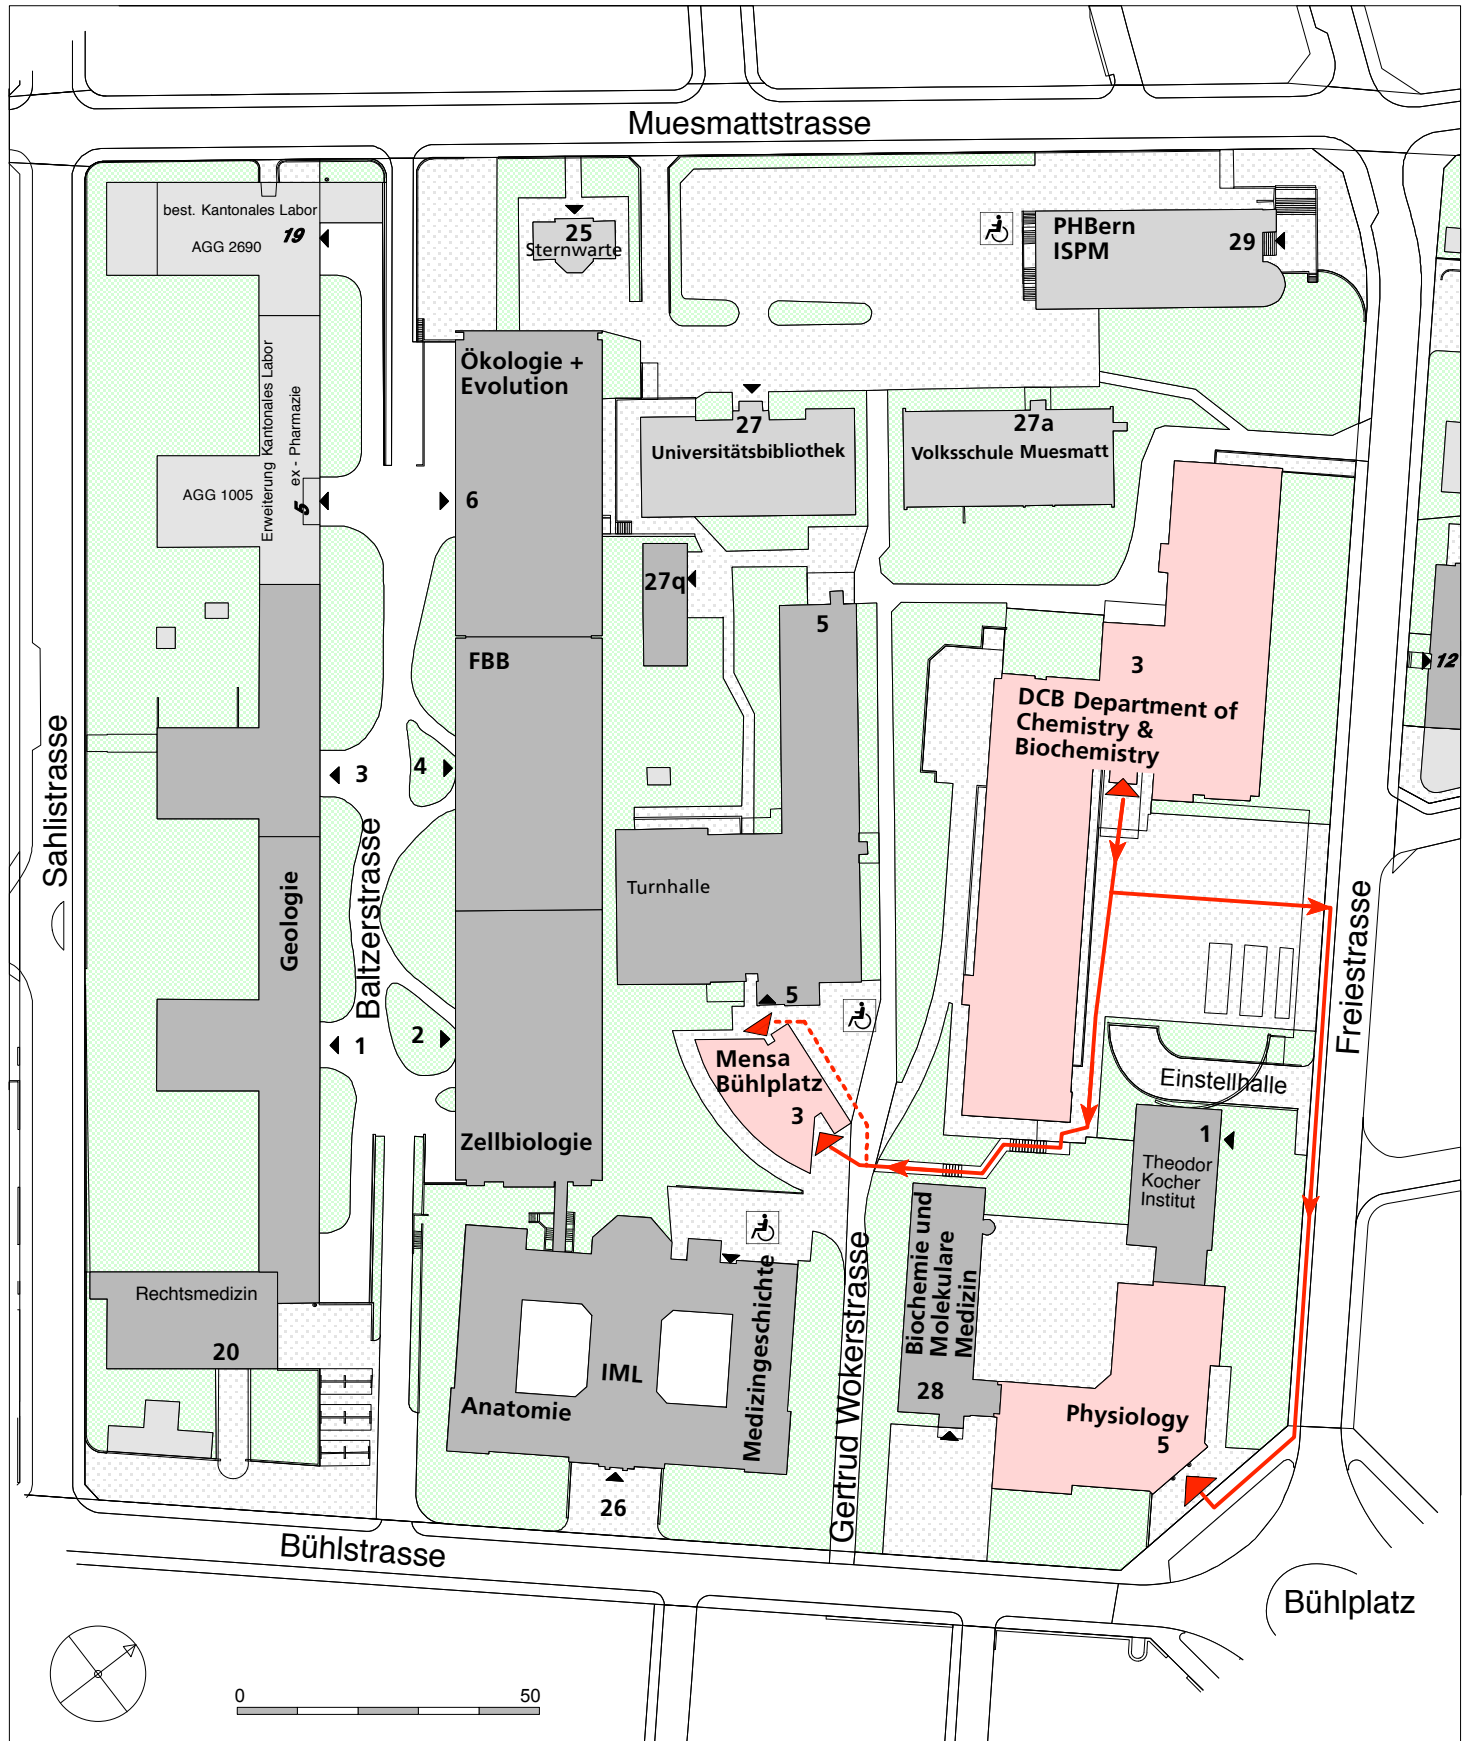 Muesmattstrasse
best. Kantonales Labor
19
AGG 2690
25
Sternwarte
PHBern
ISPM
29
Erweiterung Kantonales Labor
ex - Pharmazie
AGG 1005
5
Ökologie +
Evolution
6
27
Universitätsbibliothek
27a
Volksschule Muesmatt
27q
5
FBB
3
DCB Department of
Chemistry &
Biochemistry
12
Sahlistrasse
3
4
Baltzerstrasse
Turnhalle
Geologie
Freiestrasse
5
1
2
Mensa
Bühlplatz
3
Einstellhalle
Zellbiologie
1
Theodor
Kocher
Institut
Biochemie und
Molekulare
Medizin
28
Rechtsmedizin
20
IML
Anatomie
Medizingeschichte
Gertrud Wokerstrasse
Physiology
5
26
Bühlstrasse
Bühlplatz
0
50